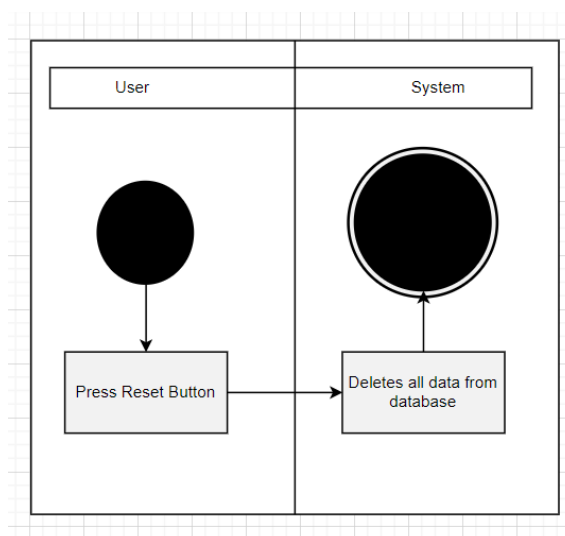 User
System
Press Reset Button
Deletes all data from
database